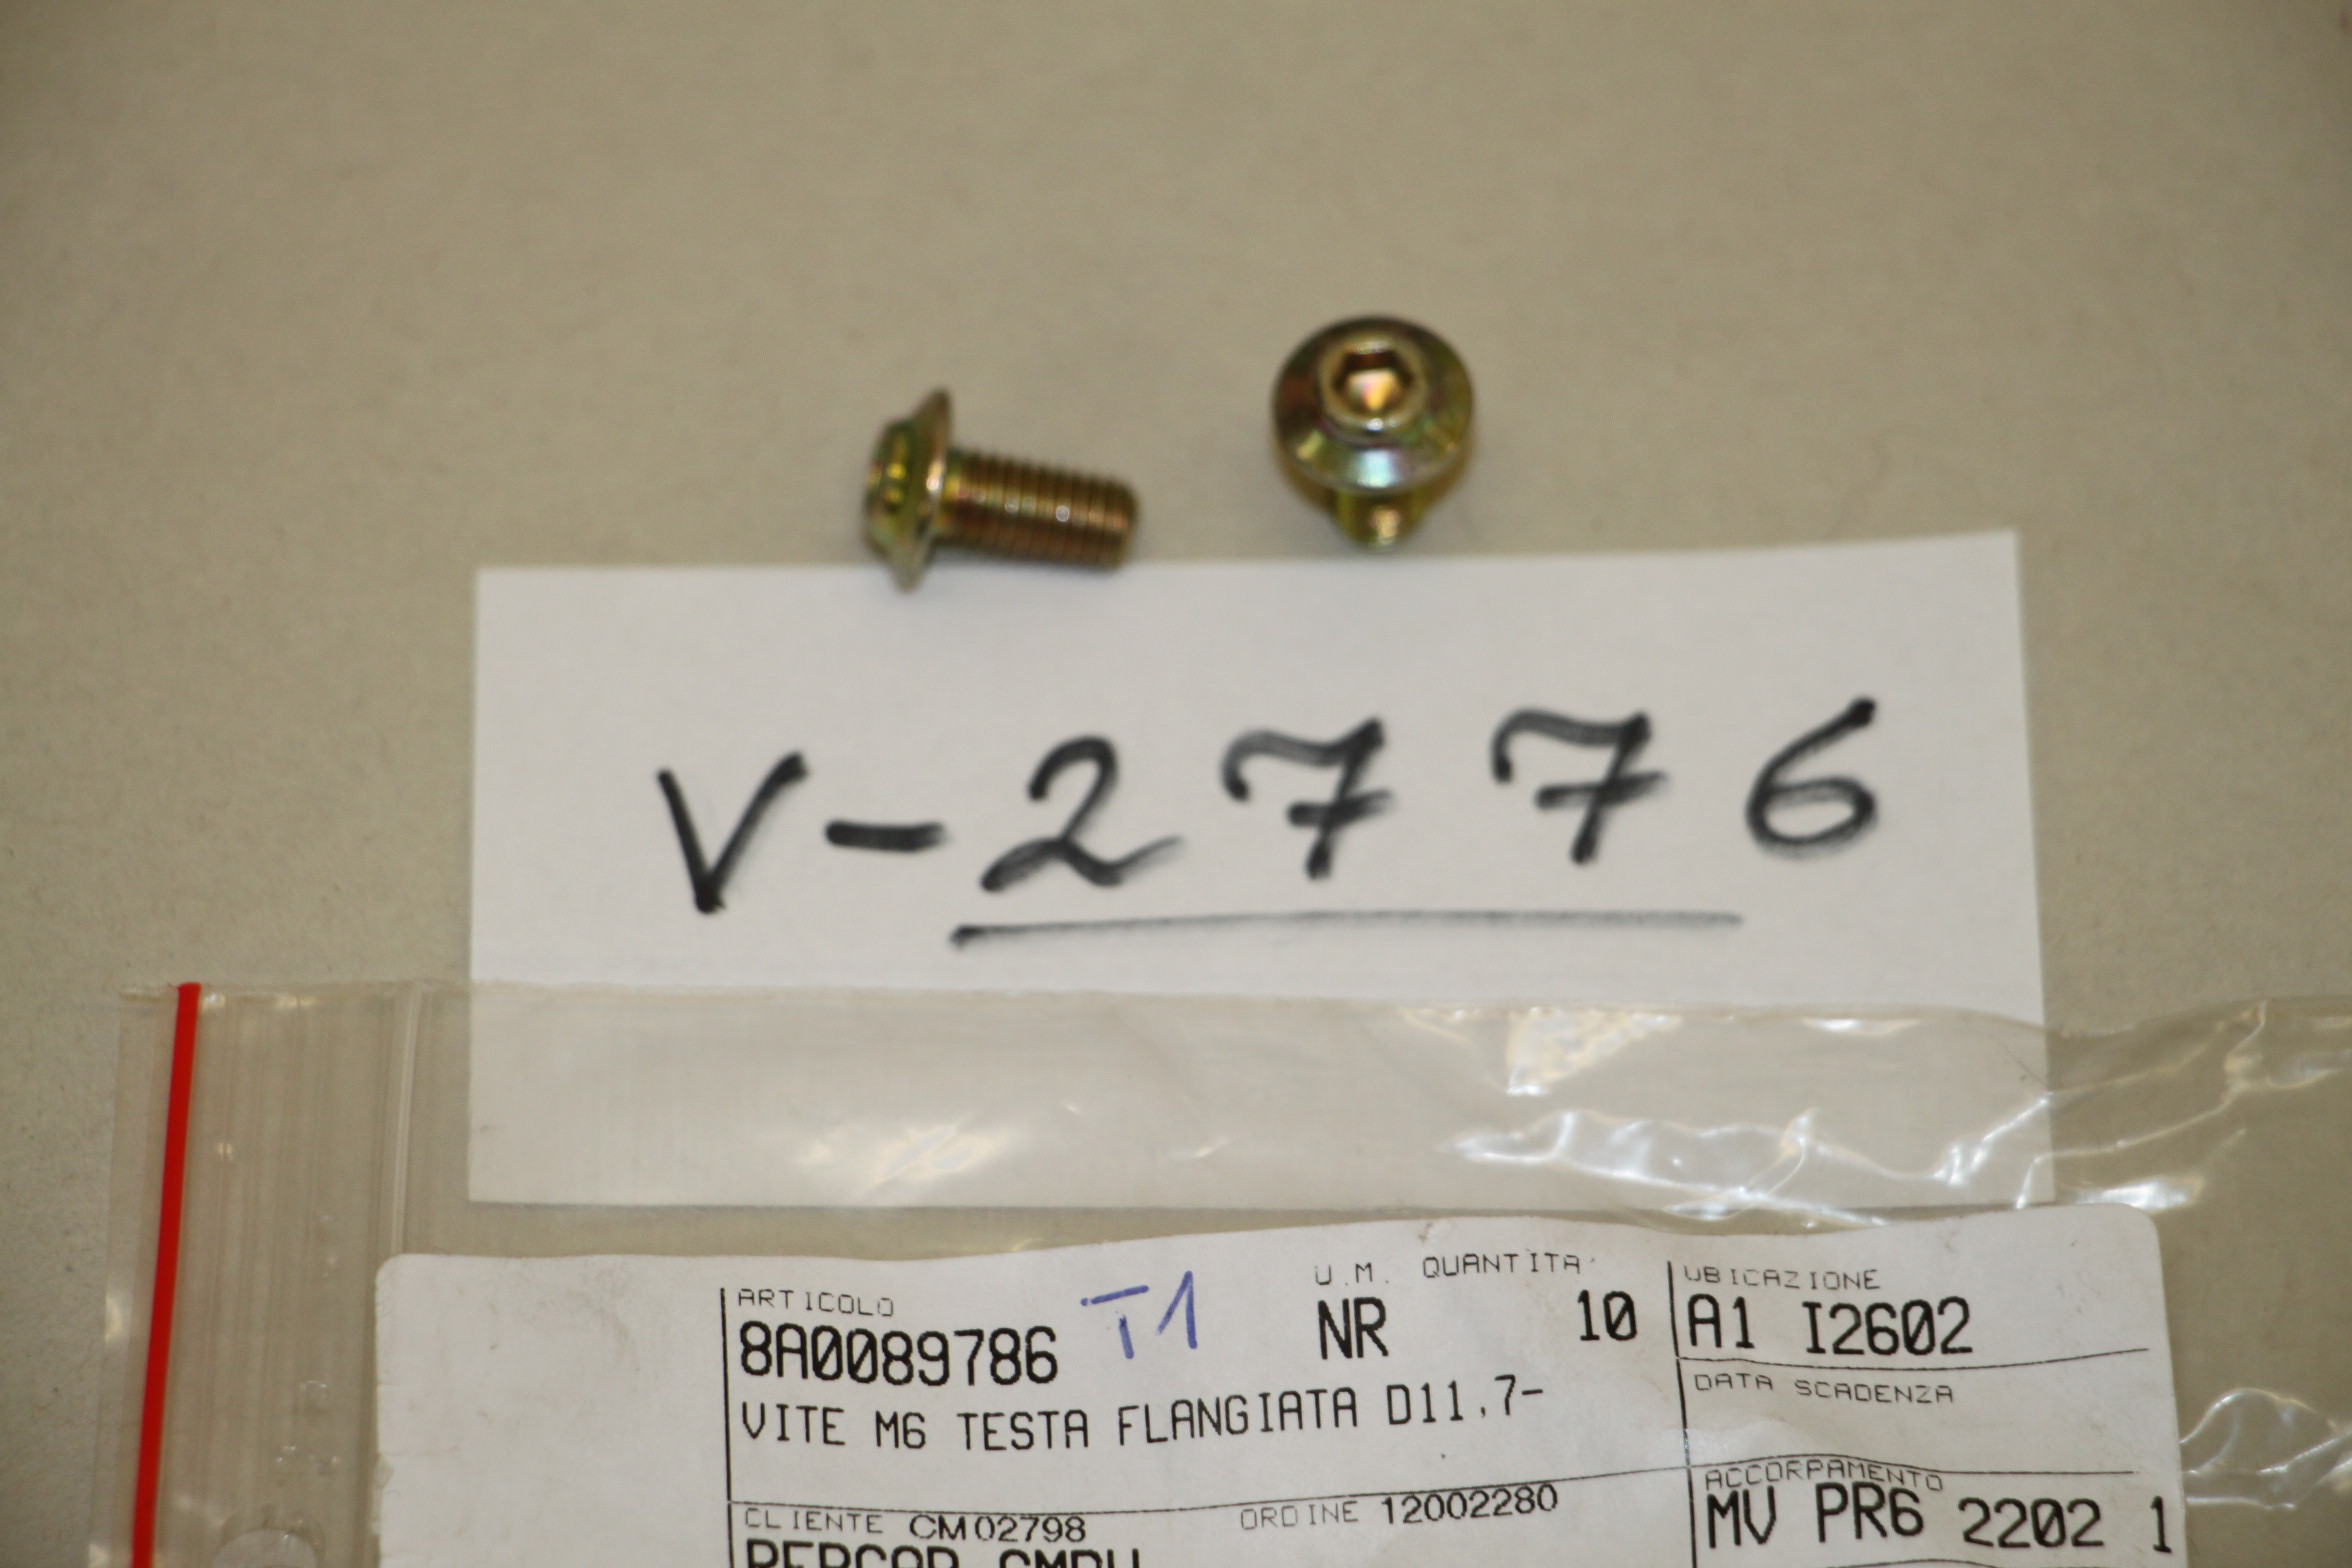 V-2776
ARTICOLO
8A0089786 T1
U.M. QUANTITA'
NR 10
VITE M6 TESTA FLANGIATA D11,7-
UBICAZIONE
A1 I2602
DATA SCADENZA
CLIENTE CM02798 ORDINE 12002280
ACCORPAMENTO
MV PR6 2202 1